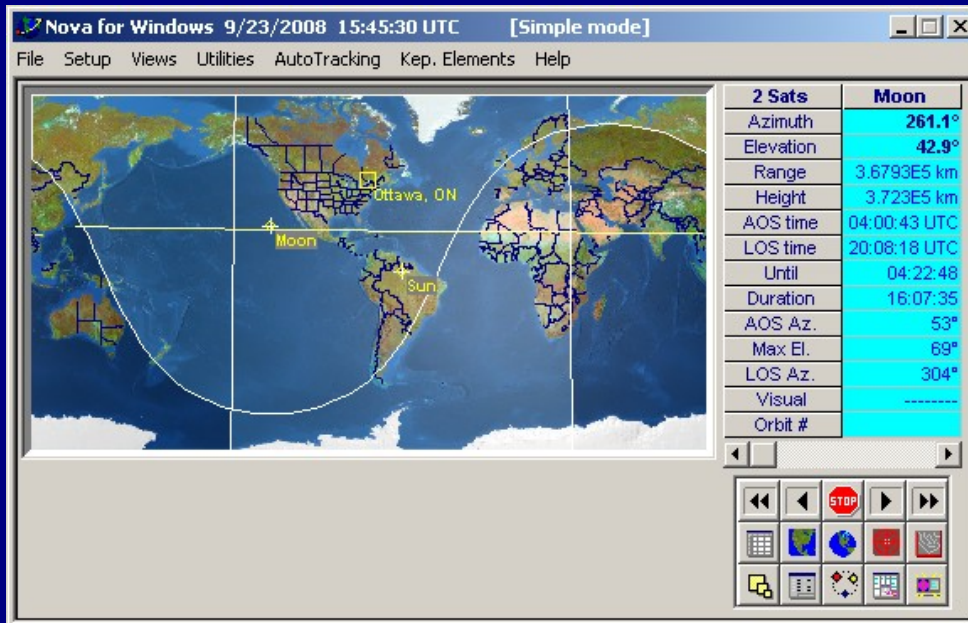 Nova for Windows 9/23/2008 15:45:30 UTC [Simple mode]
File Setup Views Utilities AutoTracking Kep. Elements Help
2 Sats Moon
Azimuth 261.1°
Elevation 42.9°
Range 3.6793E5 km
Height 3.723E5 km
AOS time 04:00:43 UTC
LOS time 20:08:18 UTC
Until 04:22:48
Duration 16:07:35
AOS Az. 53°
Max El. 69°
LOS Az. 304°
Visual --------
Orbit #
Ottawa, ON
Moon
Sun
STOP